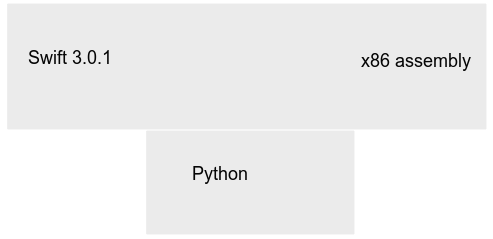 Swift 3.0.1
x86 assembly
Python